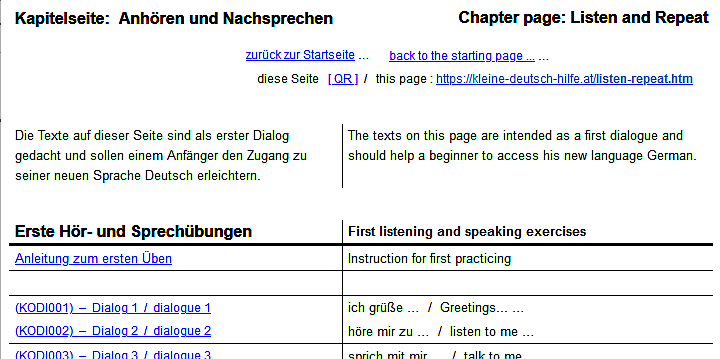 Kapitelseite:  Anhören und Nachsprechen
Chapter page: Listen and Repeat
zurück zur Startseite ...
back to the starting page ... ...
diese Seite [ QR ] / this page : https://kleine-deutsch-hilfe.at/listen-repeat.htm
Die Texte auf dieser Seite sind als erster Dialog
gedacht und sollen einem Anfänger den Zugang zu
seiner neuen Sprache Deutsch erleichtern.
The texts on this page are intended as a first dialogue and
should help a beginner to access his new language German.
Erste Hör- und Sprechübungen
First listening and speaking exercises
Anleitung zum ersten Üben
Instruction for first practicing
(KODI001) – Dialog 1 / dialogue 1
ich grüße ... / Greetings... ...
(KODI002) – Dialog 2 / dialogue 2
höre mir zu ... / listen to me ...
(KODI003) – Dialog 3 / dialogue 3
sprich mit mir ... / talk to me